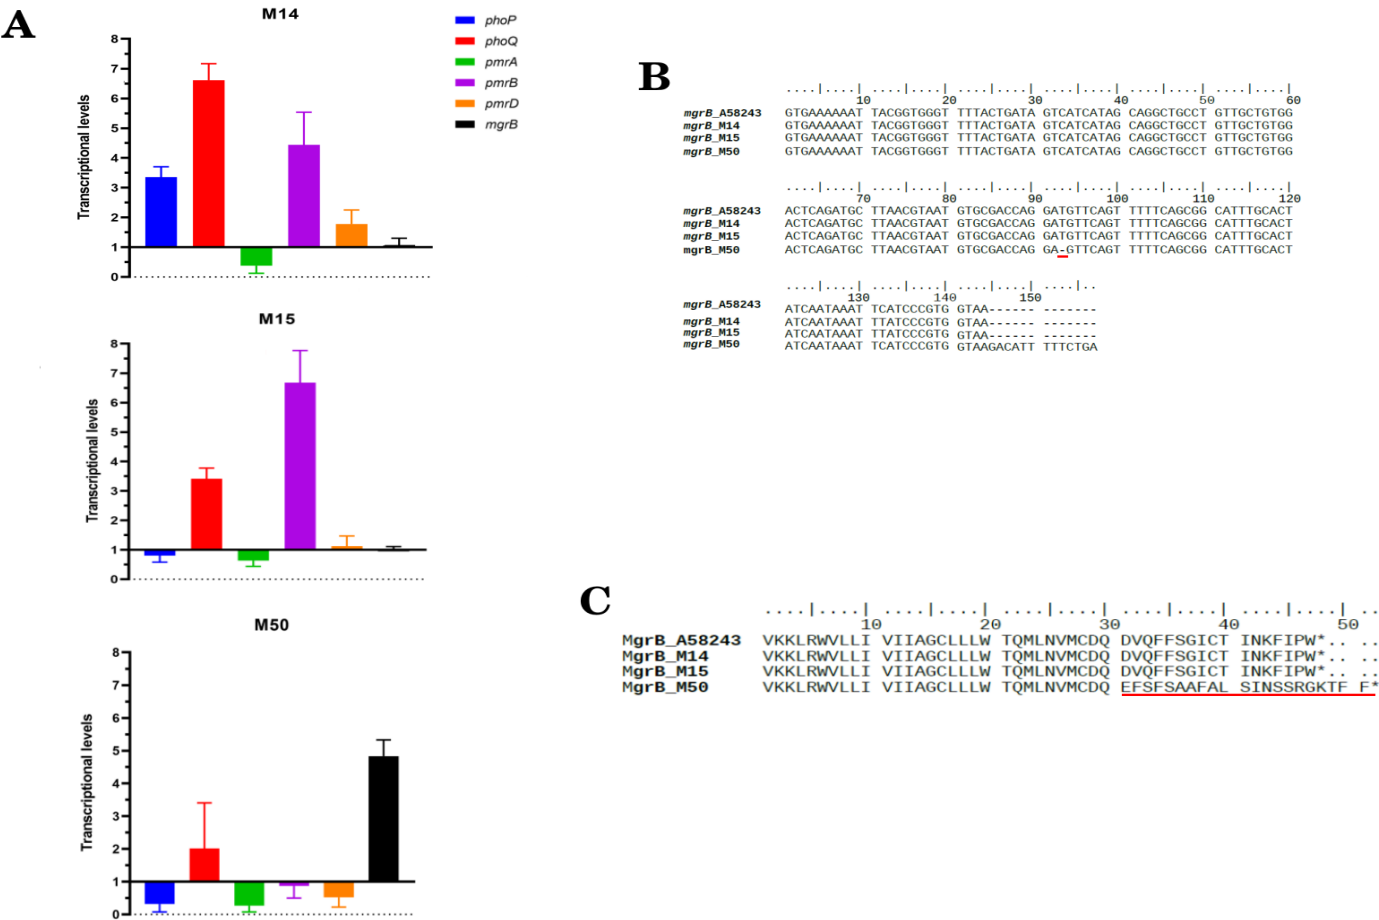 A
M14
phoP
phoQ
pmrA
pmrB
pmrD
mgrB
Transcriptional levels
8
7
6
5
4
3
2
1
0
M15
Transcriptional levels
8
7
6
5
4
3
2
1
0
M50
Transcriptional levels
8
7
6
5
4
3
2
1
0
B
....|....| ....|....| ....|....| ....|....| ....|....| ....|....|
10 20 30 40 50 60
mgrB_A58243 GTGAAAAAAT TACGGTGGGT TTTACTGATA GTCATCATAG CAGGCTGCCT GTTGCTGTGG
mgrB_M14 GTGAAAAAAT TACGGTGGGT TTTACTGATA GTCATCATAG CAGGCTGCCT GTTGCTGTGG
mgrB_M15 GTGAAAAAAT TACGGTGGGT TTTACTGATA GTCATCATAG CAGGCTGCCT GTTGCTGTGG
mgrB_M50 GTGAAAAAAT TACGGTGGGT TTTACTGATA GTCATCATAG CAGGCTGCCT GTTGCTGTGG
....|....| ....|....| ....|....| ....|....| ....|....| ....|....|
70 80 90 100 110 120
mgrB_A58243 ACTCAGATGC TTAACGTAAT GTGCGACCAG GATGTTCAGT TTTTCAGCGG CATTTGCACT
mgrB_M14 ACTCAGATGC TTAACGTAAT GTGCGACCAG GATGTTCAGT TTTTCAGCGG CATTTGCACT
mgrB_M15 ACTCAGATGC TTAACGTAAT GTGCGACCAG GATGTTCAGT TTTTCAGCGG CATTTGCACT
mgrB_M50 ACTCAGATGC TTAACGTAAT GTGCGACCAG GA-GTTCAGT TTTTCAGCGG CATTTGCACT
....|....| ....|....| ....|....| ....|..
130 140 150
mgrB_A58243 ATCAATAAAT TCATCCCGTG GTAA------ -------
mgrB_M14 ATCAATAAAT TTATCCCGTG GTAA------ -------
mgrB_M15 ATCAATAAAT TTATCCCGTG GTAA------ -------
mgrB_M50 ATCAATAAAT TCATCCCGTG GTAAGACATT TTTCTGA
C
....|....| ....|....| ....|....| ....|....| ....|....| ..
10 20 30 40 50
MgrB_A58243 VKKLRWVLLI VIIAGCLLLW TQMLNVMCDQ DVQFFSGICT INKFIPW*.. ..
MgrB_M14 VKKLRWVLLI VIIAGCLLLW TQMLNVMCDQ DVQFFSGICT INKFIPW*.. ..
MgrB_M15 VKKLRWVLLI VIIAGCLLLW TQMLNVMCDQ DVQFFSGICT INKFIPW*.. ..
MgrB_M50 VKKLRWVLLI VIIAGCLLLW TQMLNVMCDQ EFSFSAAFAL SINSSRGKTF F*